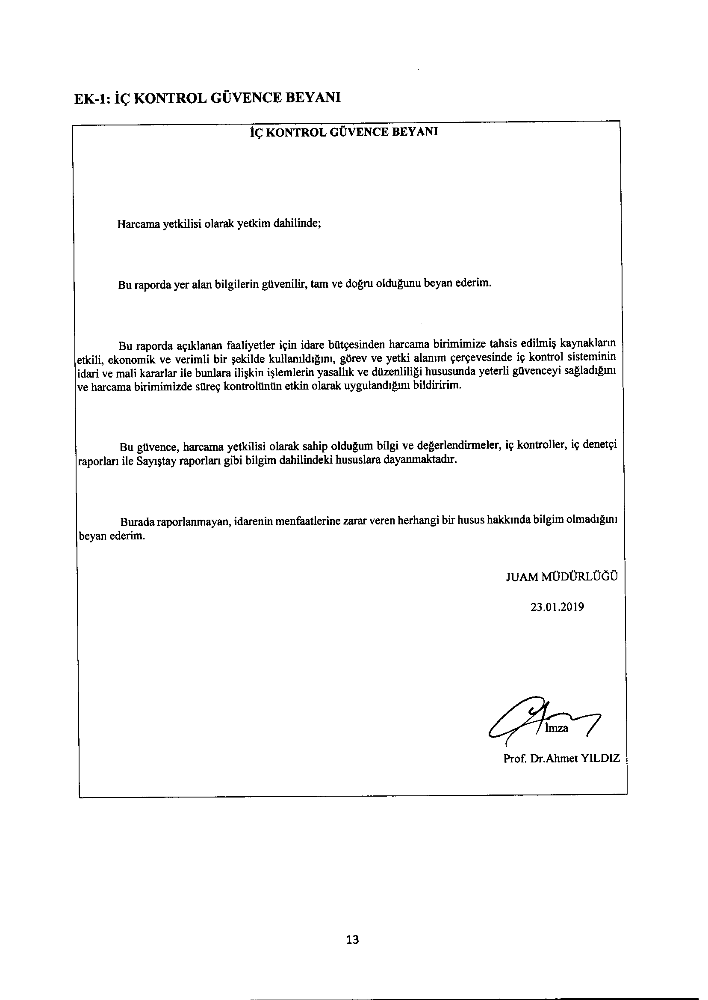 EK-1: İÇ KONTROL GÜVENCE BEYANI
İÇ KONTROL GÜVENCE BEYANI
Harcama yetkilisi olarak yetkim dahilinde;
Bu raporda yer alan bilgilerin güvenilir, tam ve doğru olduğunu beyan ederim.
Bu raporda açıklanan faaliyetler için idare bütçesinden harcama birimimize tahsis edilmiş kaynakların
etkili, ekonomik ve verimli bir şekilde kullanıldığını, görev ve yetki alanım çerçevesinde iç kontrol sisteminin
idari ve mali kararlar ile bunlara ilişkin işlemlerin yasallık ve düzenliliği hususunda yeterli güvenceyi sağladığını
ve harcama birimimizde süreç kontrolünün etkin olarak uygulandığını bildiririm.
Bu güvence, harcama yetkilisi olarak sahip olduğum bilgi ve değerlendirmeler, iç kontroller, iç denetçi
raporları ile Sayıştay raporları gibi bilgim dahilindeki hususlara dayanmaktadır.
Burada raporlanmayan, idarenin menfaatlerine zarar veren herhangi bir husus hakkında bilgim olmadığını
beyan ederim.
JUAM MÜDÜRLÜĞÜ
23.01.2019
İmza
Prof. Dr.Ahmet YILDIZ
13